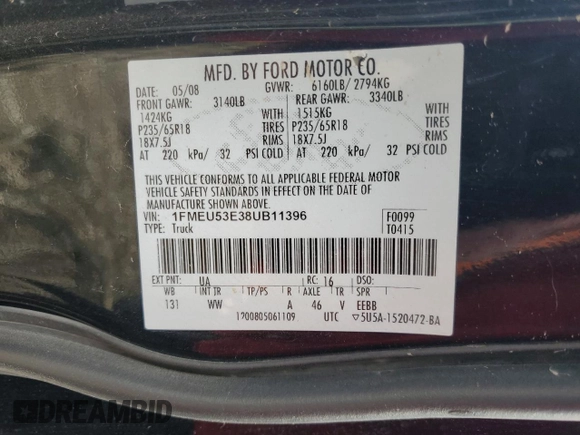 MFD. BY FORD MOTOR CO.
DATE: 05/08 GVWR: 6160LB/ 2794KG
FRONT GAWR: 3140LB REAR GAWR: 3340LB
1424KG 1515KG
P235/65R18 TIRES P235/65R18 TIRES
18X7.5J RIMS 18X7.5J RIMS
AT 220 kPa/ 32 PSI COLD AT 220 kPa/ 32 PSI COLD
THIS VEHICLE CONFORMS TO ALL APPLICABLE FEDERAL MOTOR
VEHICLE SAFETY STANDARDS IN EFFECT ON THE DATE OF
MANUFACTURE SHOWN ABOVE.
VIN: 1FMEU53E38UB11396 F0099
TYPE: Truck T0415
EXT PNT: UA RC: 16 DSO:
WB INT TR TP/PS R AXLE TR SPR
131 WW A 46 V EEBB
1700805061109 UTC ▽5U5A-1520472-BA
DREAMBID